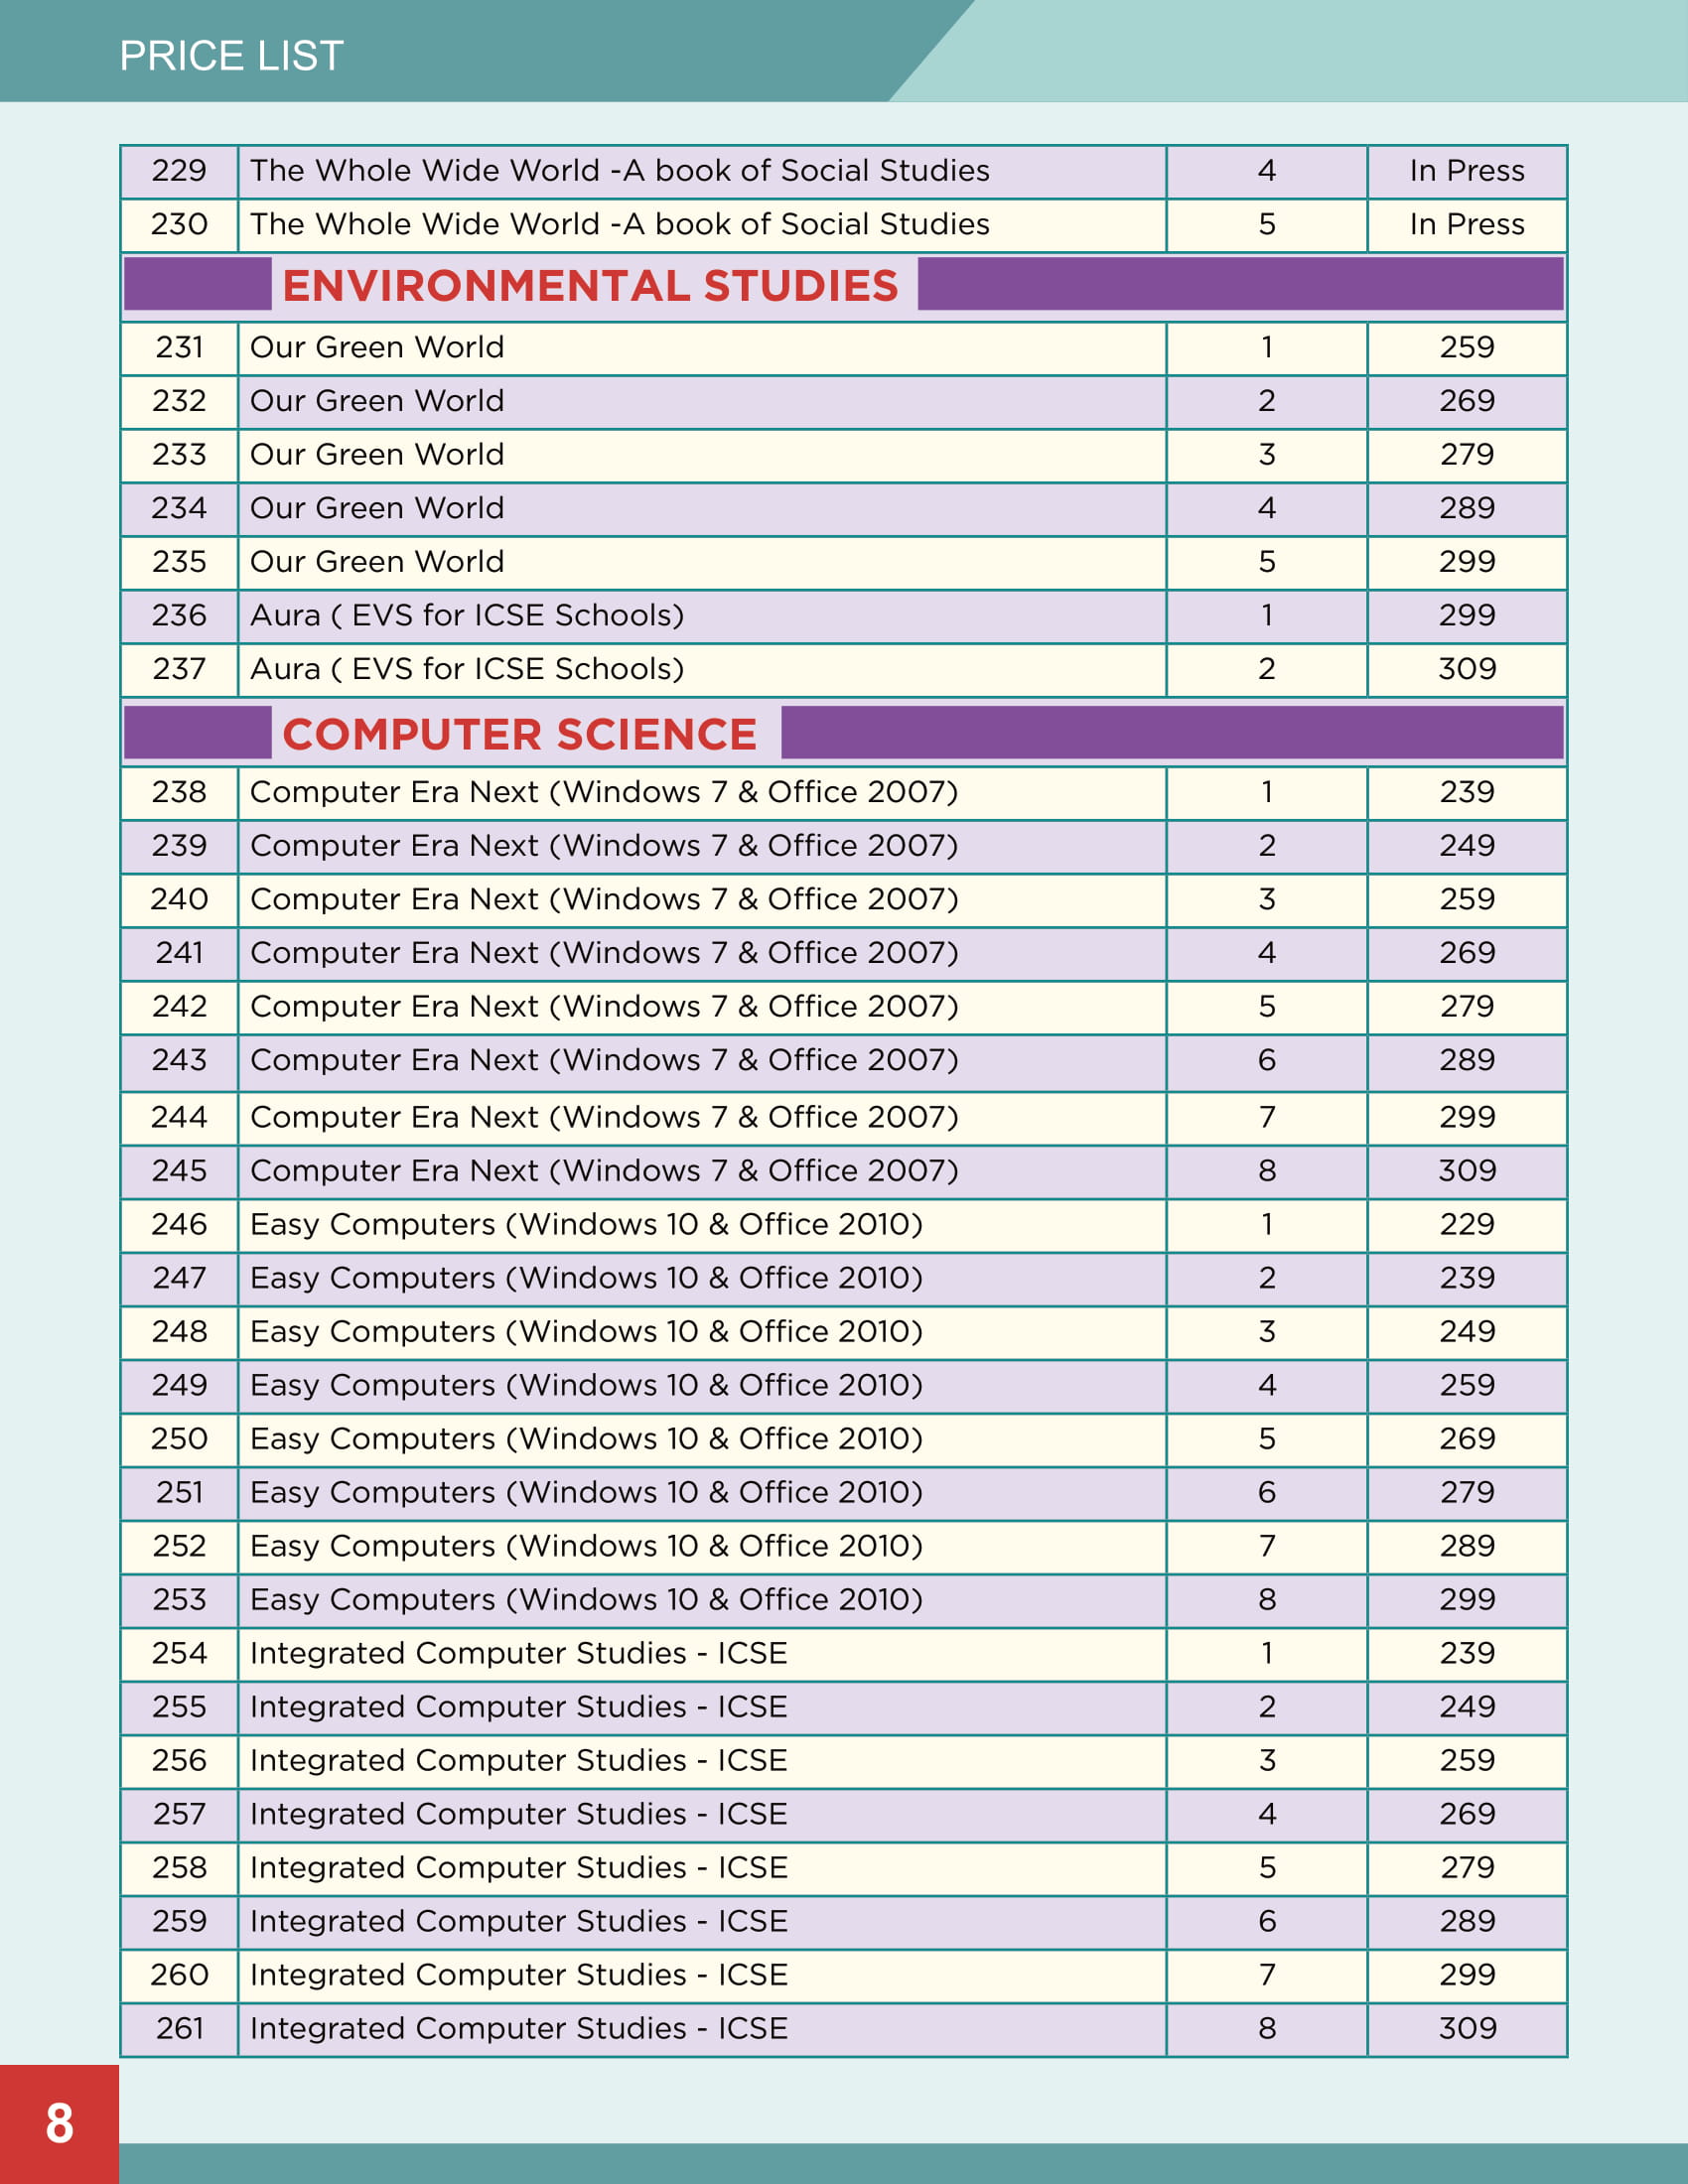 PRICE LIST
229 The Whole Wide World -A book of Social Studies 4 In Press
230 The Whole Wide World -A book of Social Studies 5 In Press
ENVIRONMENTAL STUDIES
231 Our Green World 1 259
232 Our Green World 2 269
233 Our Green World 3 279
234 Our Green World 4 289
235 Our Green World 5 299
236 Aura ( EVS for ICSE Schools) 1 299
237 Aura ( EVS for ICSE Schools) 2 309
COMPUTER SCIENCE
238 Computer Era Next (Windows 7 & Office 2007) 1 239
239 Computer Era Next (Windows 7 & Office 2007) 2 249
240 Computer Era Next (Windows 7 & Office 2007) 3 259
241 Computer Era Next (Windows 7 & Office 2007) 4 269
242 Computer Era Next (Windows 7 & Office 2007) 5 279
243 Computer Era Next (Windows 7 & Office 2007) 6 289
244 Computer Era Next (Windows 7 & Office 2007) 7 299
245 Computer Era Next (Windows 7 & Office 2007) 8 309
246 Easy Computers (Windows 10 & Office 2010) 1 229
247 Easy Computers (Windows 10 & Office 2010) 2 239
248 Easy Computers (Windows 10 & Office 2010) 3 249
249 Easy Computers (Windows 10 & Office 2010) 4 259
250 Easy Computers (Windows 10 & Office 2010) 5 269
251 Easy Computers (Windows 10 & Office 2010) 6 279
252 Easy Computers (Windows 10 & Office 2010) 7 289
253 Easy Computers (Windows 10 & Office 2010) 8 299
254 Integrated Computer Studies - ICSE 1 239
255 Integrated Computer Studies - ICSE 2 249
256 Integrated Computer Studies - ICSE 3 259
257 Integrated Computer Studies - ICSE 4 269
258 Integrated Computer Studies - ICSE 5 279
259 Integrated Computer Studies - ICSE 6 289
260 Integrated Computer Studies - ICSE 7 299
261 Integrated Computer Studies - ICSE 8 309
8